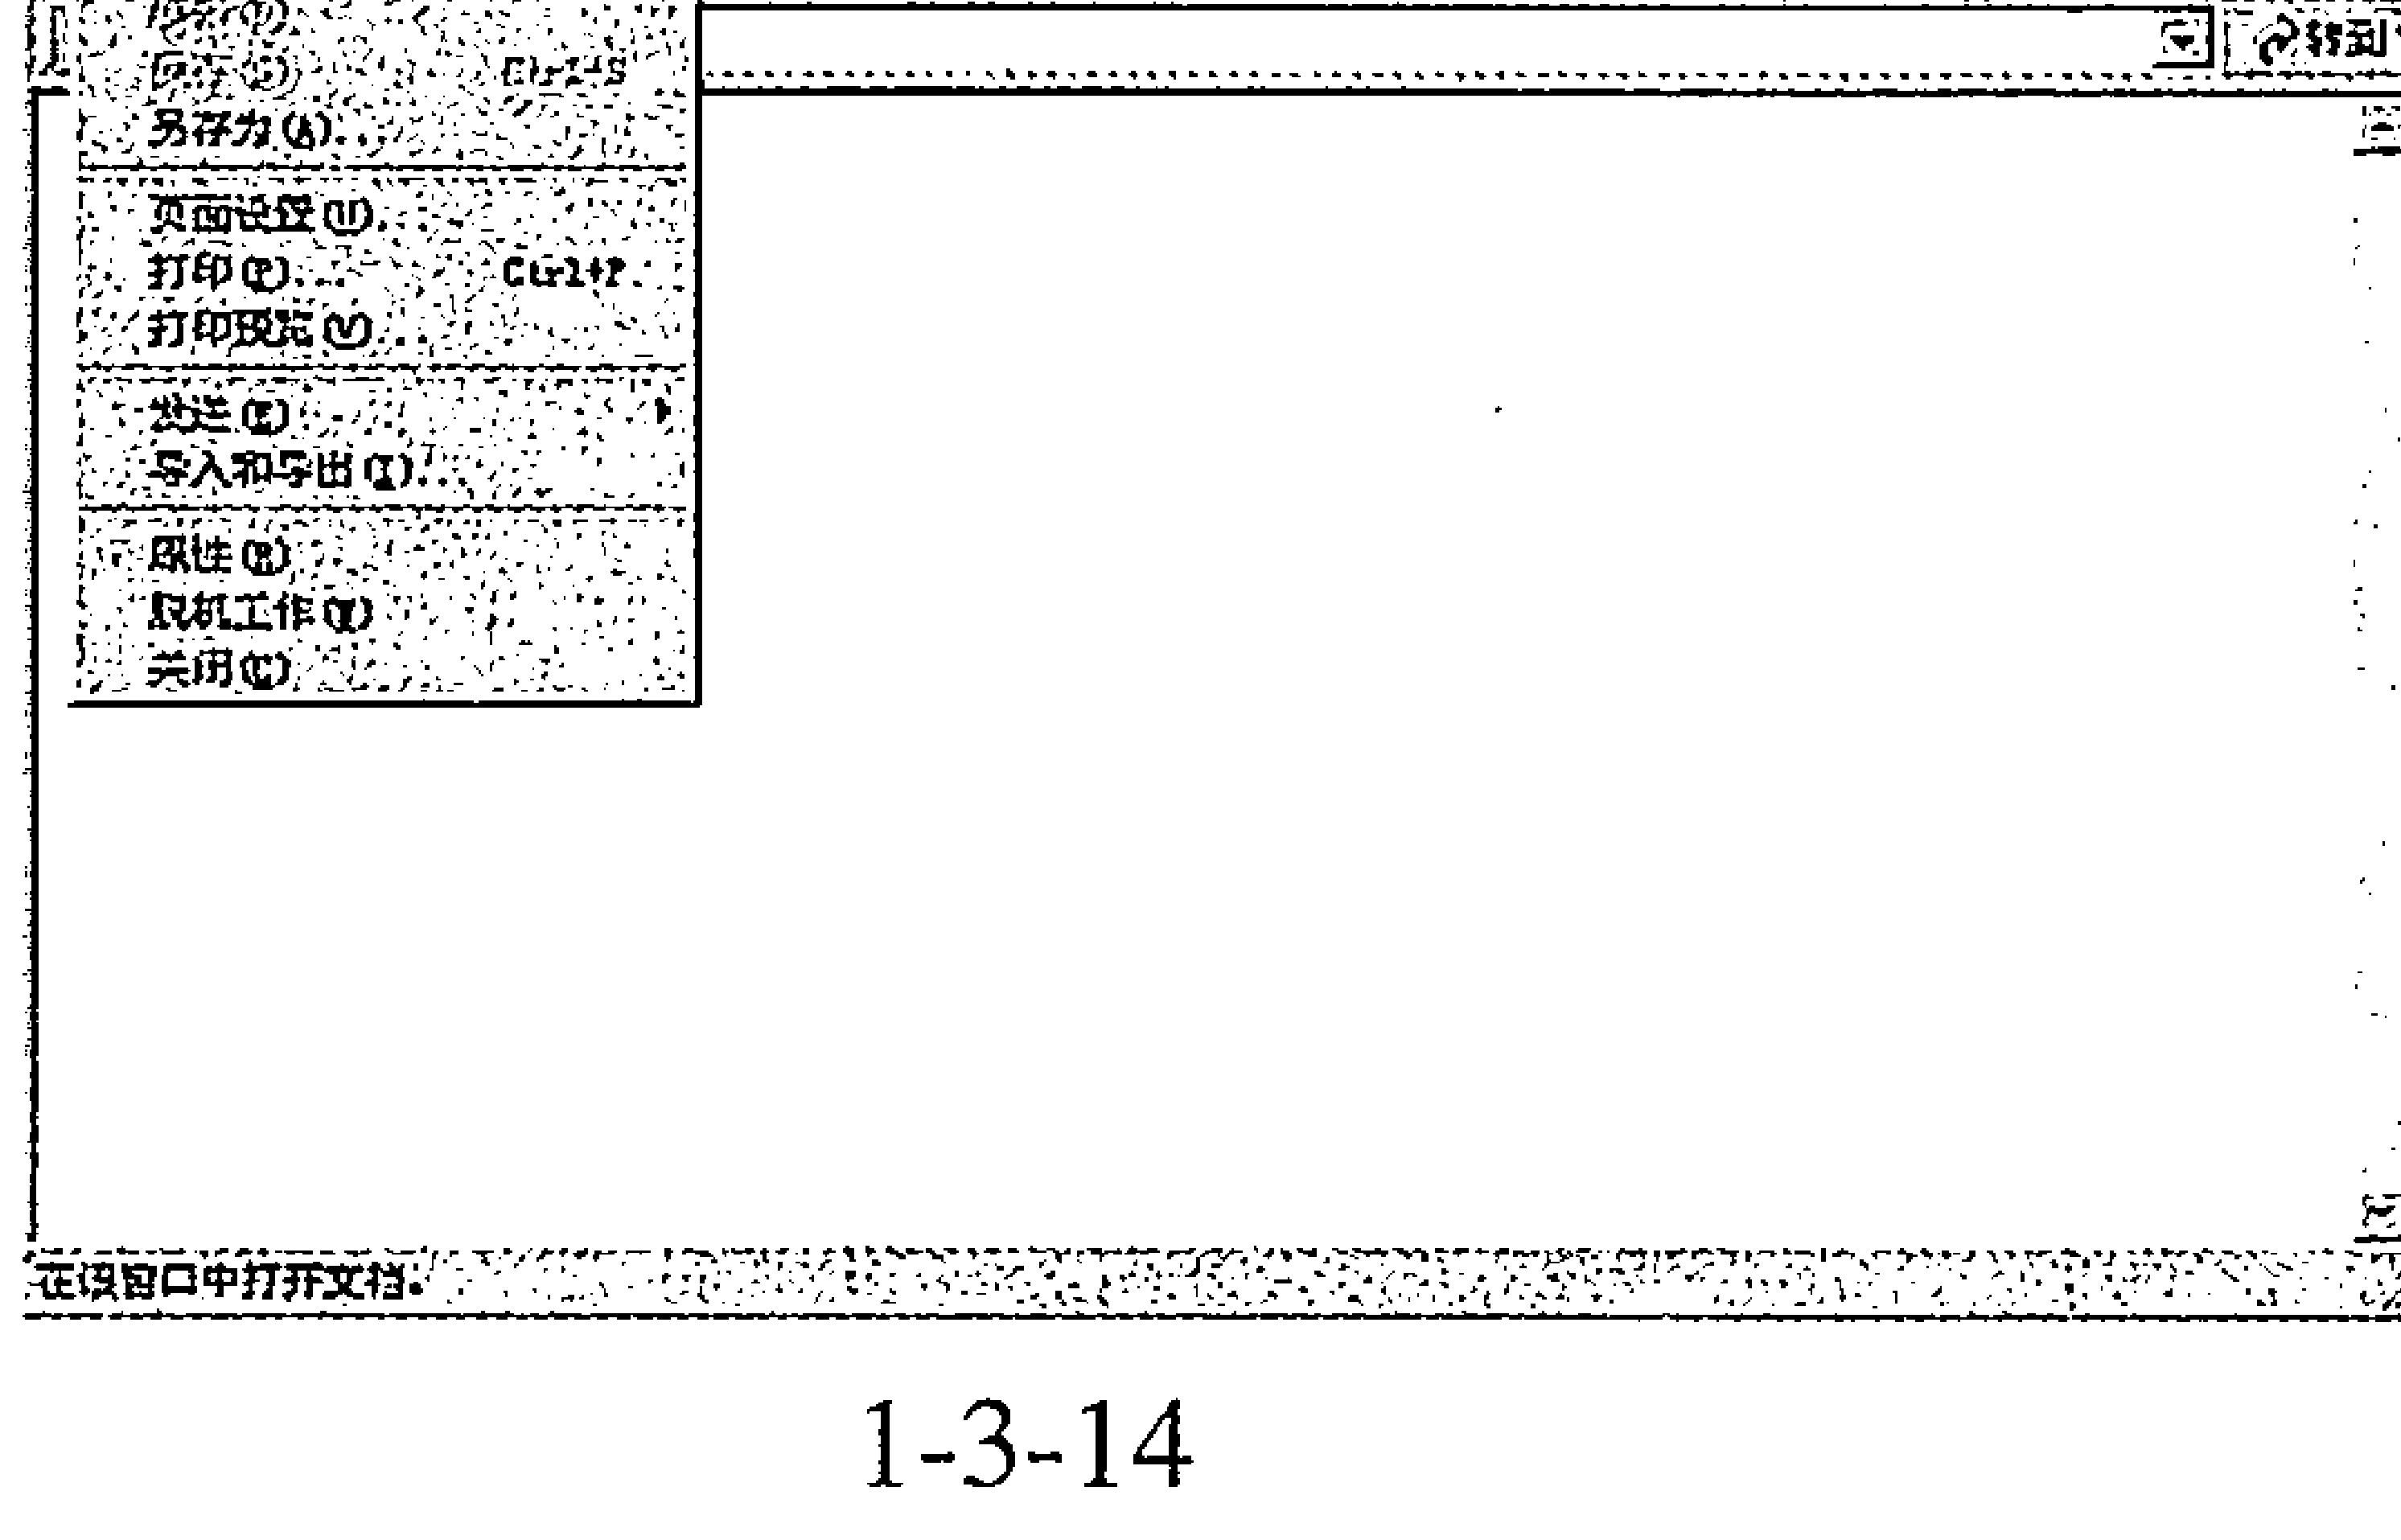 转到
另存为(A)...
页面设置(U)...
打印(P)... Ctrl+P
打印预览(V)...
发送(E)
导入和导出(I)...
属性(R)
脱机工作(W)
关闭(C)
在该窗口中打开文档。
1-3-14